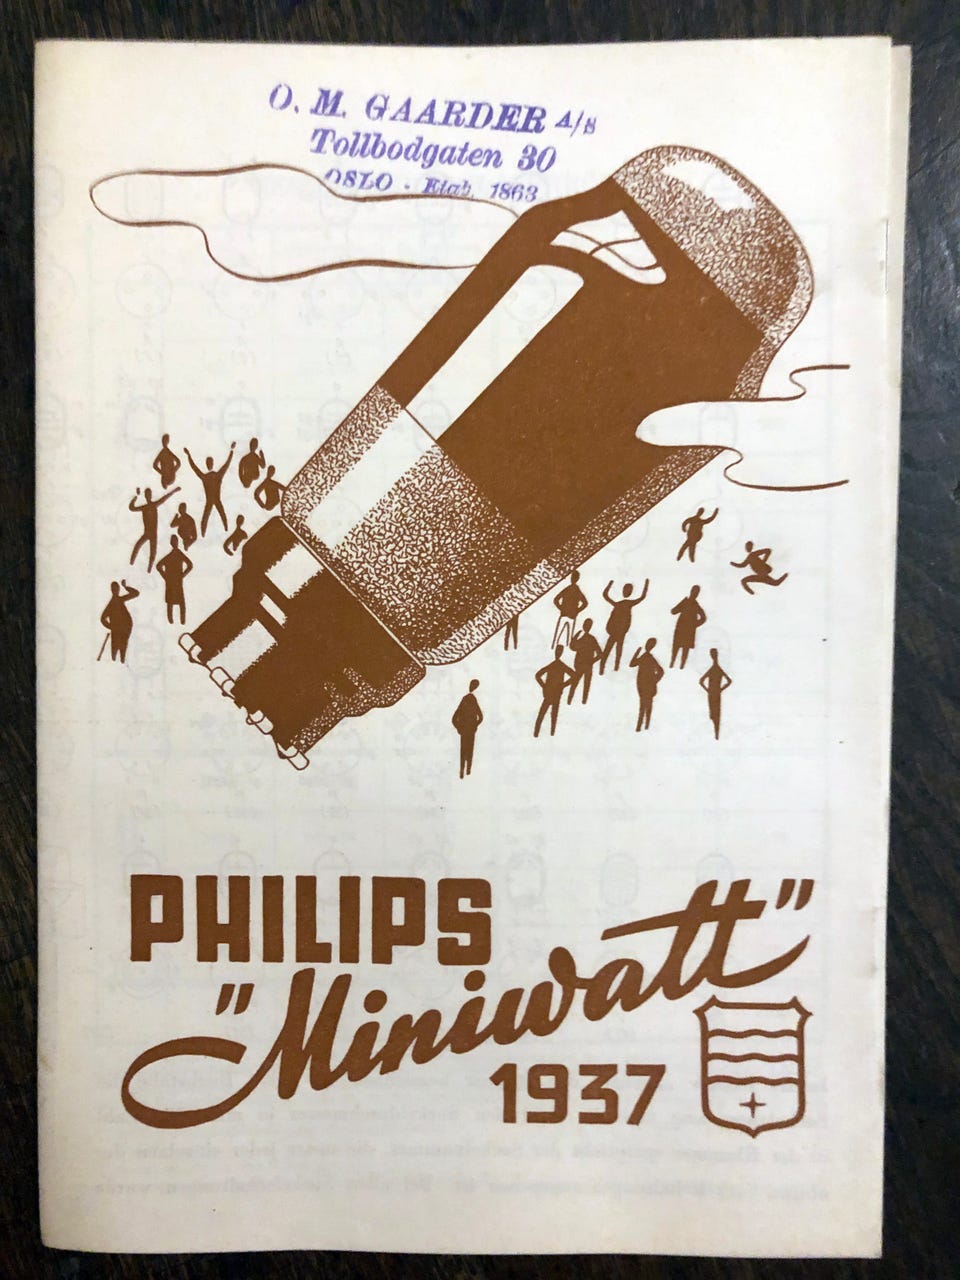 O. M. GAARDER A/s
Tollbodgaten 30
OSLO - Etab. 1863
PHILIPS
"Miniwatt"
1937